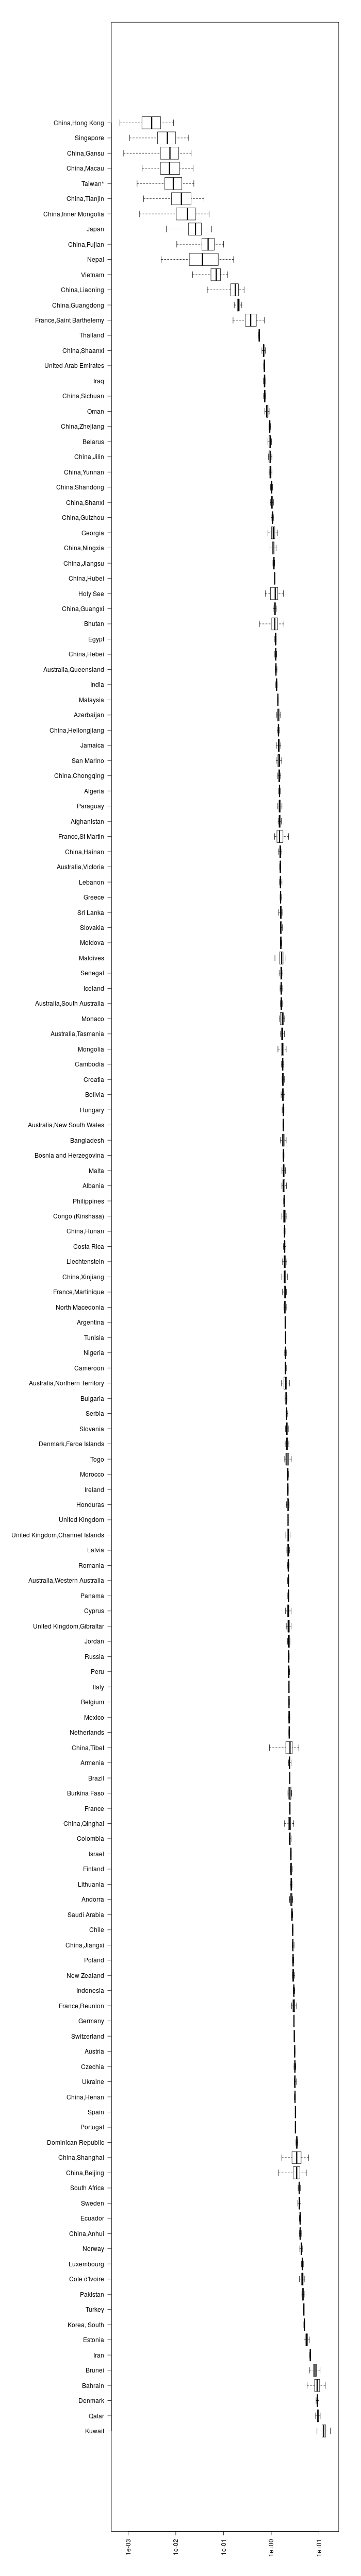 China,Hong Kong
Singapore
China,Gansu
China,Macau
Taiwan*
China,Tianjin
China,Inner Mongolia
Japan
China,Fujian
Nepal
Vietnam
China,Liaoning
China,Guangdong
France,Saint Barthelemy
Thailand
China,Shaanxi
United Arab Emirates
Iraq
China,Sichuan
Oman
China,Zhejiang
Belarus
China,Jilin
China,Yunnan
China,Shandong
China,Shanxi
China,Guizhou
Georgia
China,Ningxia
China,Jiangsu
China,Hubei
Holy See
China,Guangxi
Bhutan
Egypt
China,Hebei
Australia,Queensland
India
Malaysia
Azerbaijan
China,Heilongjiang
Jamaica
San Marino
China,Chongqing
Algeria
Paraguay
Afghanistan
France,St Martin
China,Hainan
Australia,Victoria
Lebanon
Greece
Sri Lanka
Slovakia
Moldova
Maldives
Senegal
Iceland
Australia,South Australia
Monaco
Australia,Tasmania
Mongolia
Cambodia
Croatia
Bolivia
Hungary
Australia,New South Wales
Bangladesh
Bosnia and Herzegovina
Malta
Albania
Philippines
Congo (Kinshasa)
China,Hunan
Costa Rica
Liechtenstein
China,Xinjiang
France,Martinique
North Macedonia
Argentina
Tunisia
Nigeria
Cameroon
Australia,Northern Territory
Bulgaria
Serbia
Slovenia
Denmark,Faroe Islands
Togo
Morocco
Ireland
Honduras
United Kingdom
United Kingdom,Channel Islands
Latvia
Romania
Australia,Western Australia
Panama
Cyprus
United Kingdom,Gibraltar
Jordan
Russia
Peru
Italy
Belgium
Mexico
Netherlands
China,Tibet
Armenia
Brazil
Burkina Faso
France
China,Qinghai
Colombia
Israel
Finland
Lithuania
Andorra
Saudi Arabia
Chile
China,Jiangxi
Poland
New Zealand
Indonesia
France,Reunion
Germany
Switzerland
Austria
Czechia
Ukraine
China,Henan
Spain
Portugal
Dominican Republic
China,Shanghai
China,Beijing
South Africa
Sweden
Ecuador
China,Anhui
Norway
Luxembourg
Cote d'Ivoire
Pakistan
Turkey
Korea, South
Estonia
Iran
Brunei
Bahrain
Denmark
Qatar
Kuwait
1e-03
1e-02
1e-01
1e+00
1e+01